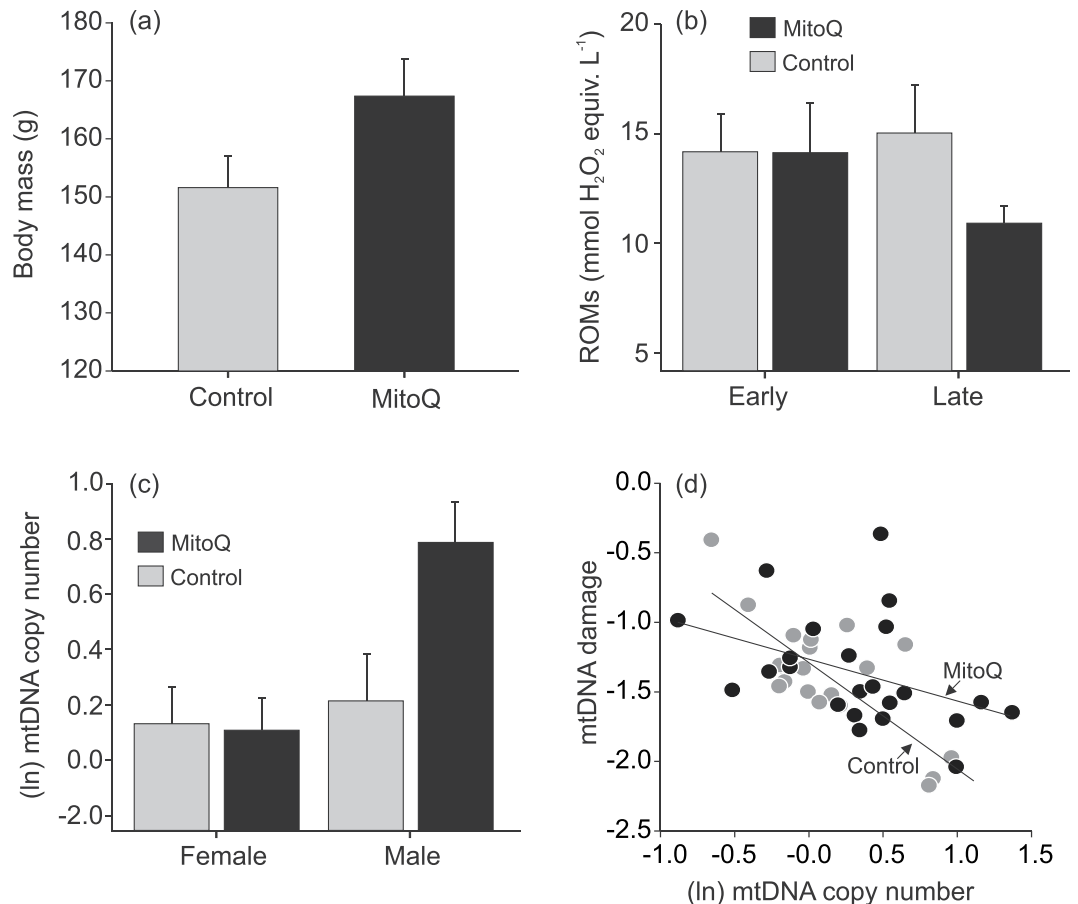 (a)
180
170
160
150
140
130
120
Body mass (g)
Control
MitoQ
(b)
MitoQ
Control
20
15
10
5
ROMs (mmol H₂O₂ equiv. L⁻¹)
Early
Late
(c)
MitoQ
Control
1.0
0.8
0.6
0.4
0.2
0.0
-2.0
(ln) mtDNA copy number
Female
Male
(d)
0.0
-0.5
-1.0
-1.5
-2.0
-2.5
mtDNA damage
MitoQ
Control
-1.0
-0.5
-0.0
0.5
1.0
1.5
(ln) mtDNA copy number